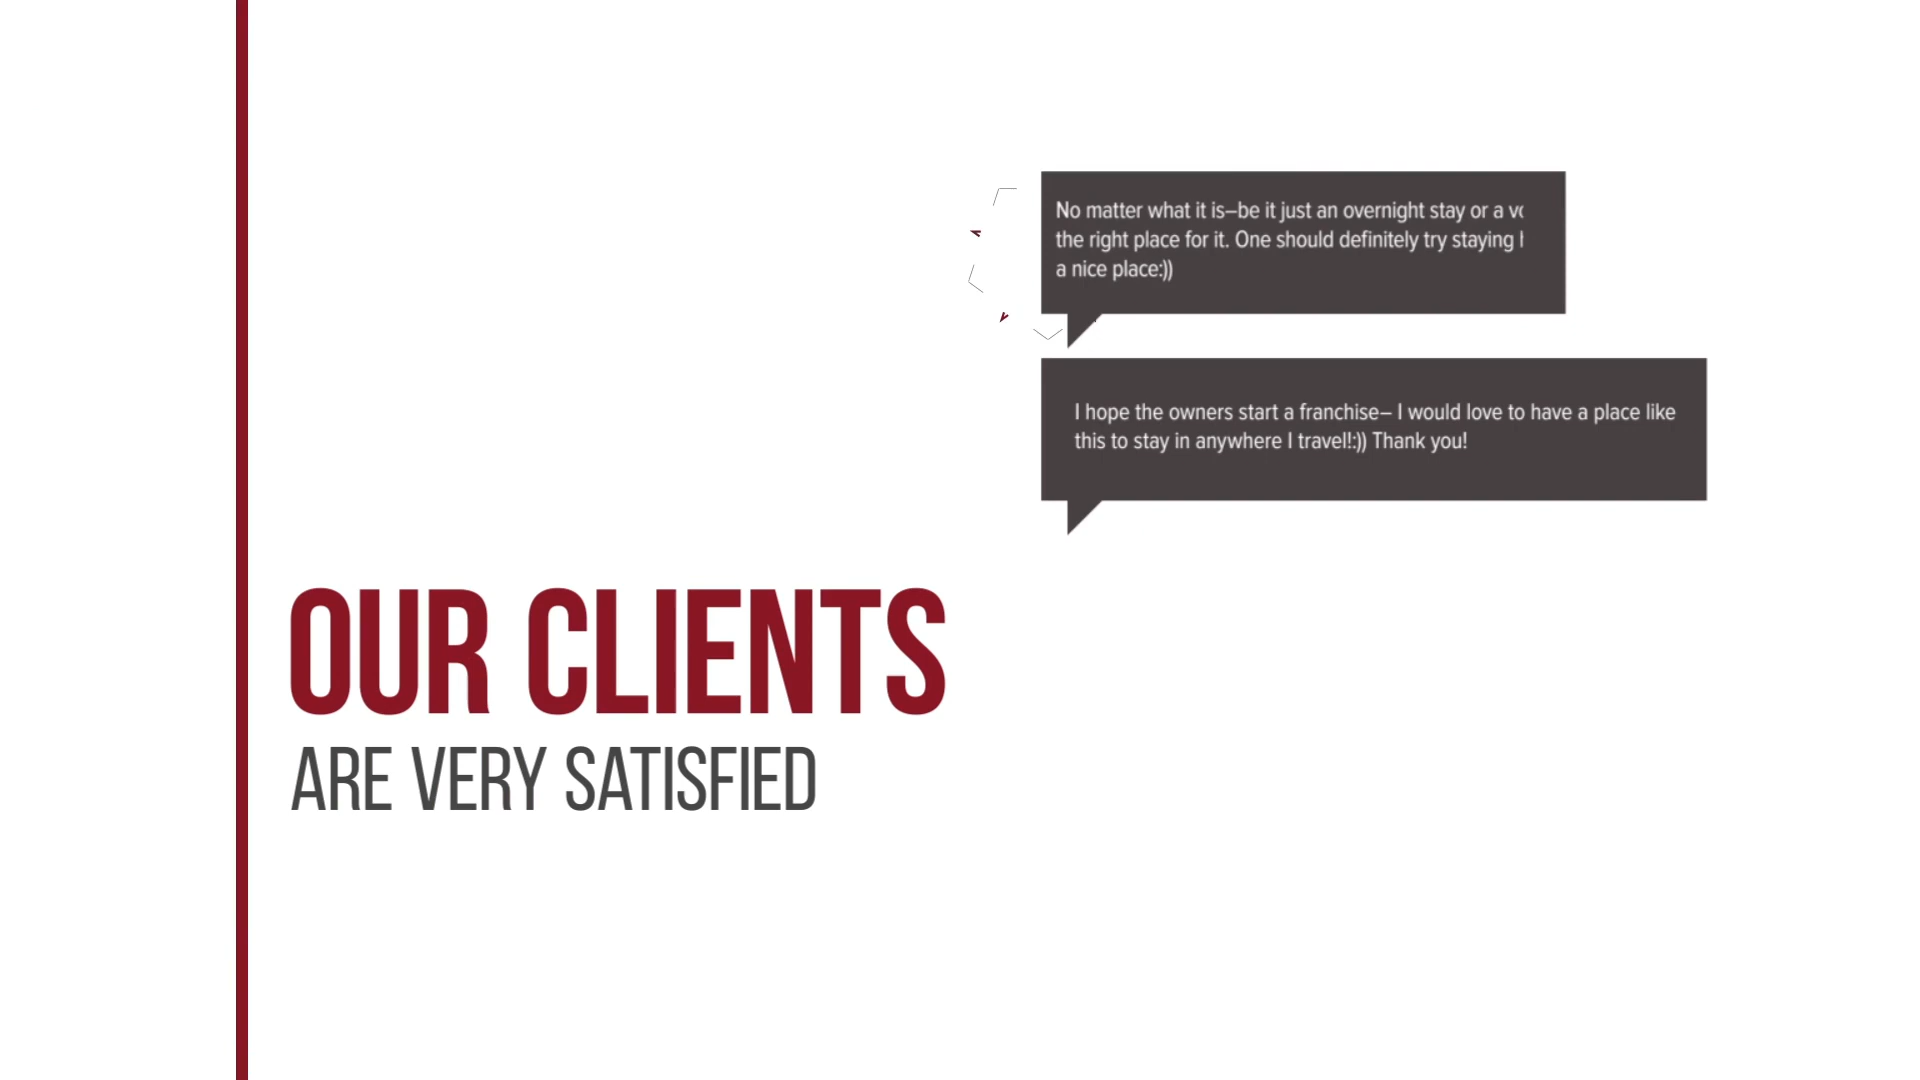 No matter what it is–be it just an overnight stay or a
the right place for it. One should definitely try staying
a nice place:))
I hope the owners start a franchise– I would love to have a place like
this to stay in anywhere I travel!:)) Thank you!
OUR CLIENTS
ARE VERY SATISFIED